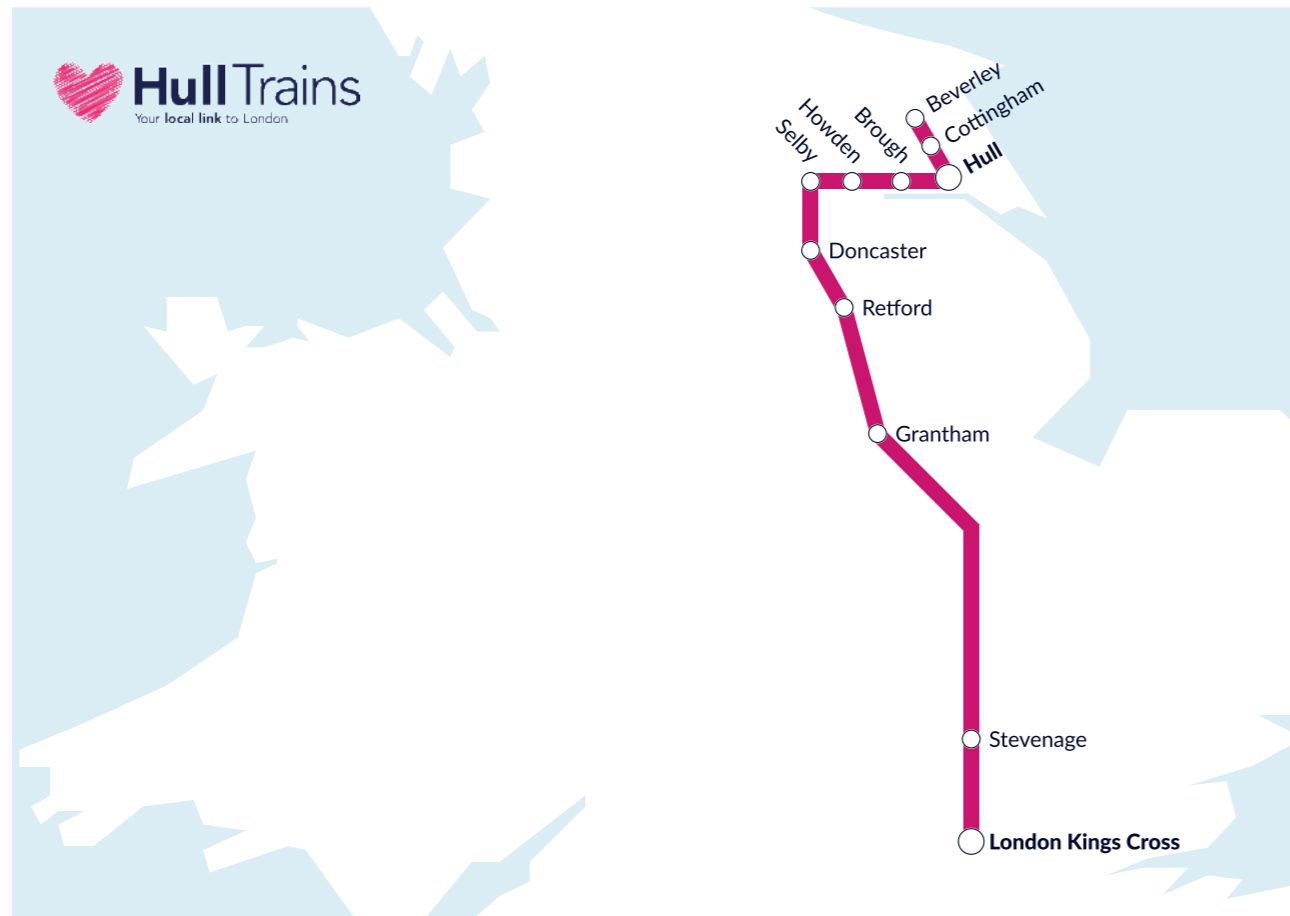 Hull Trains
Your local link to London
Beverley
Cottingham
Hull
Brough
Howden
Selby
Doncaster
Retford
Grantham
Stevenage
London Kings Cross